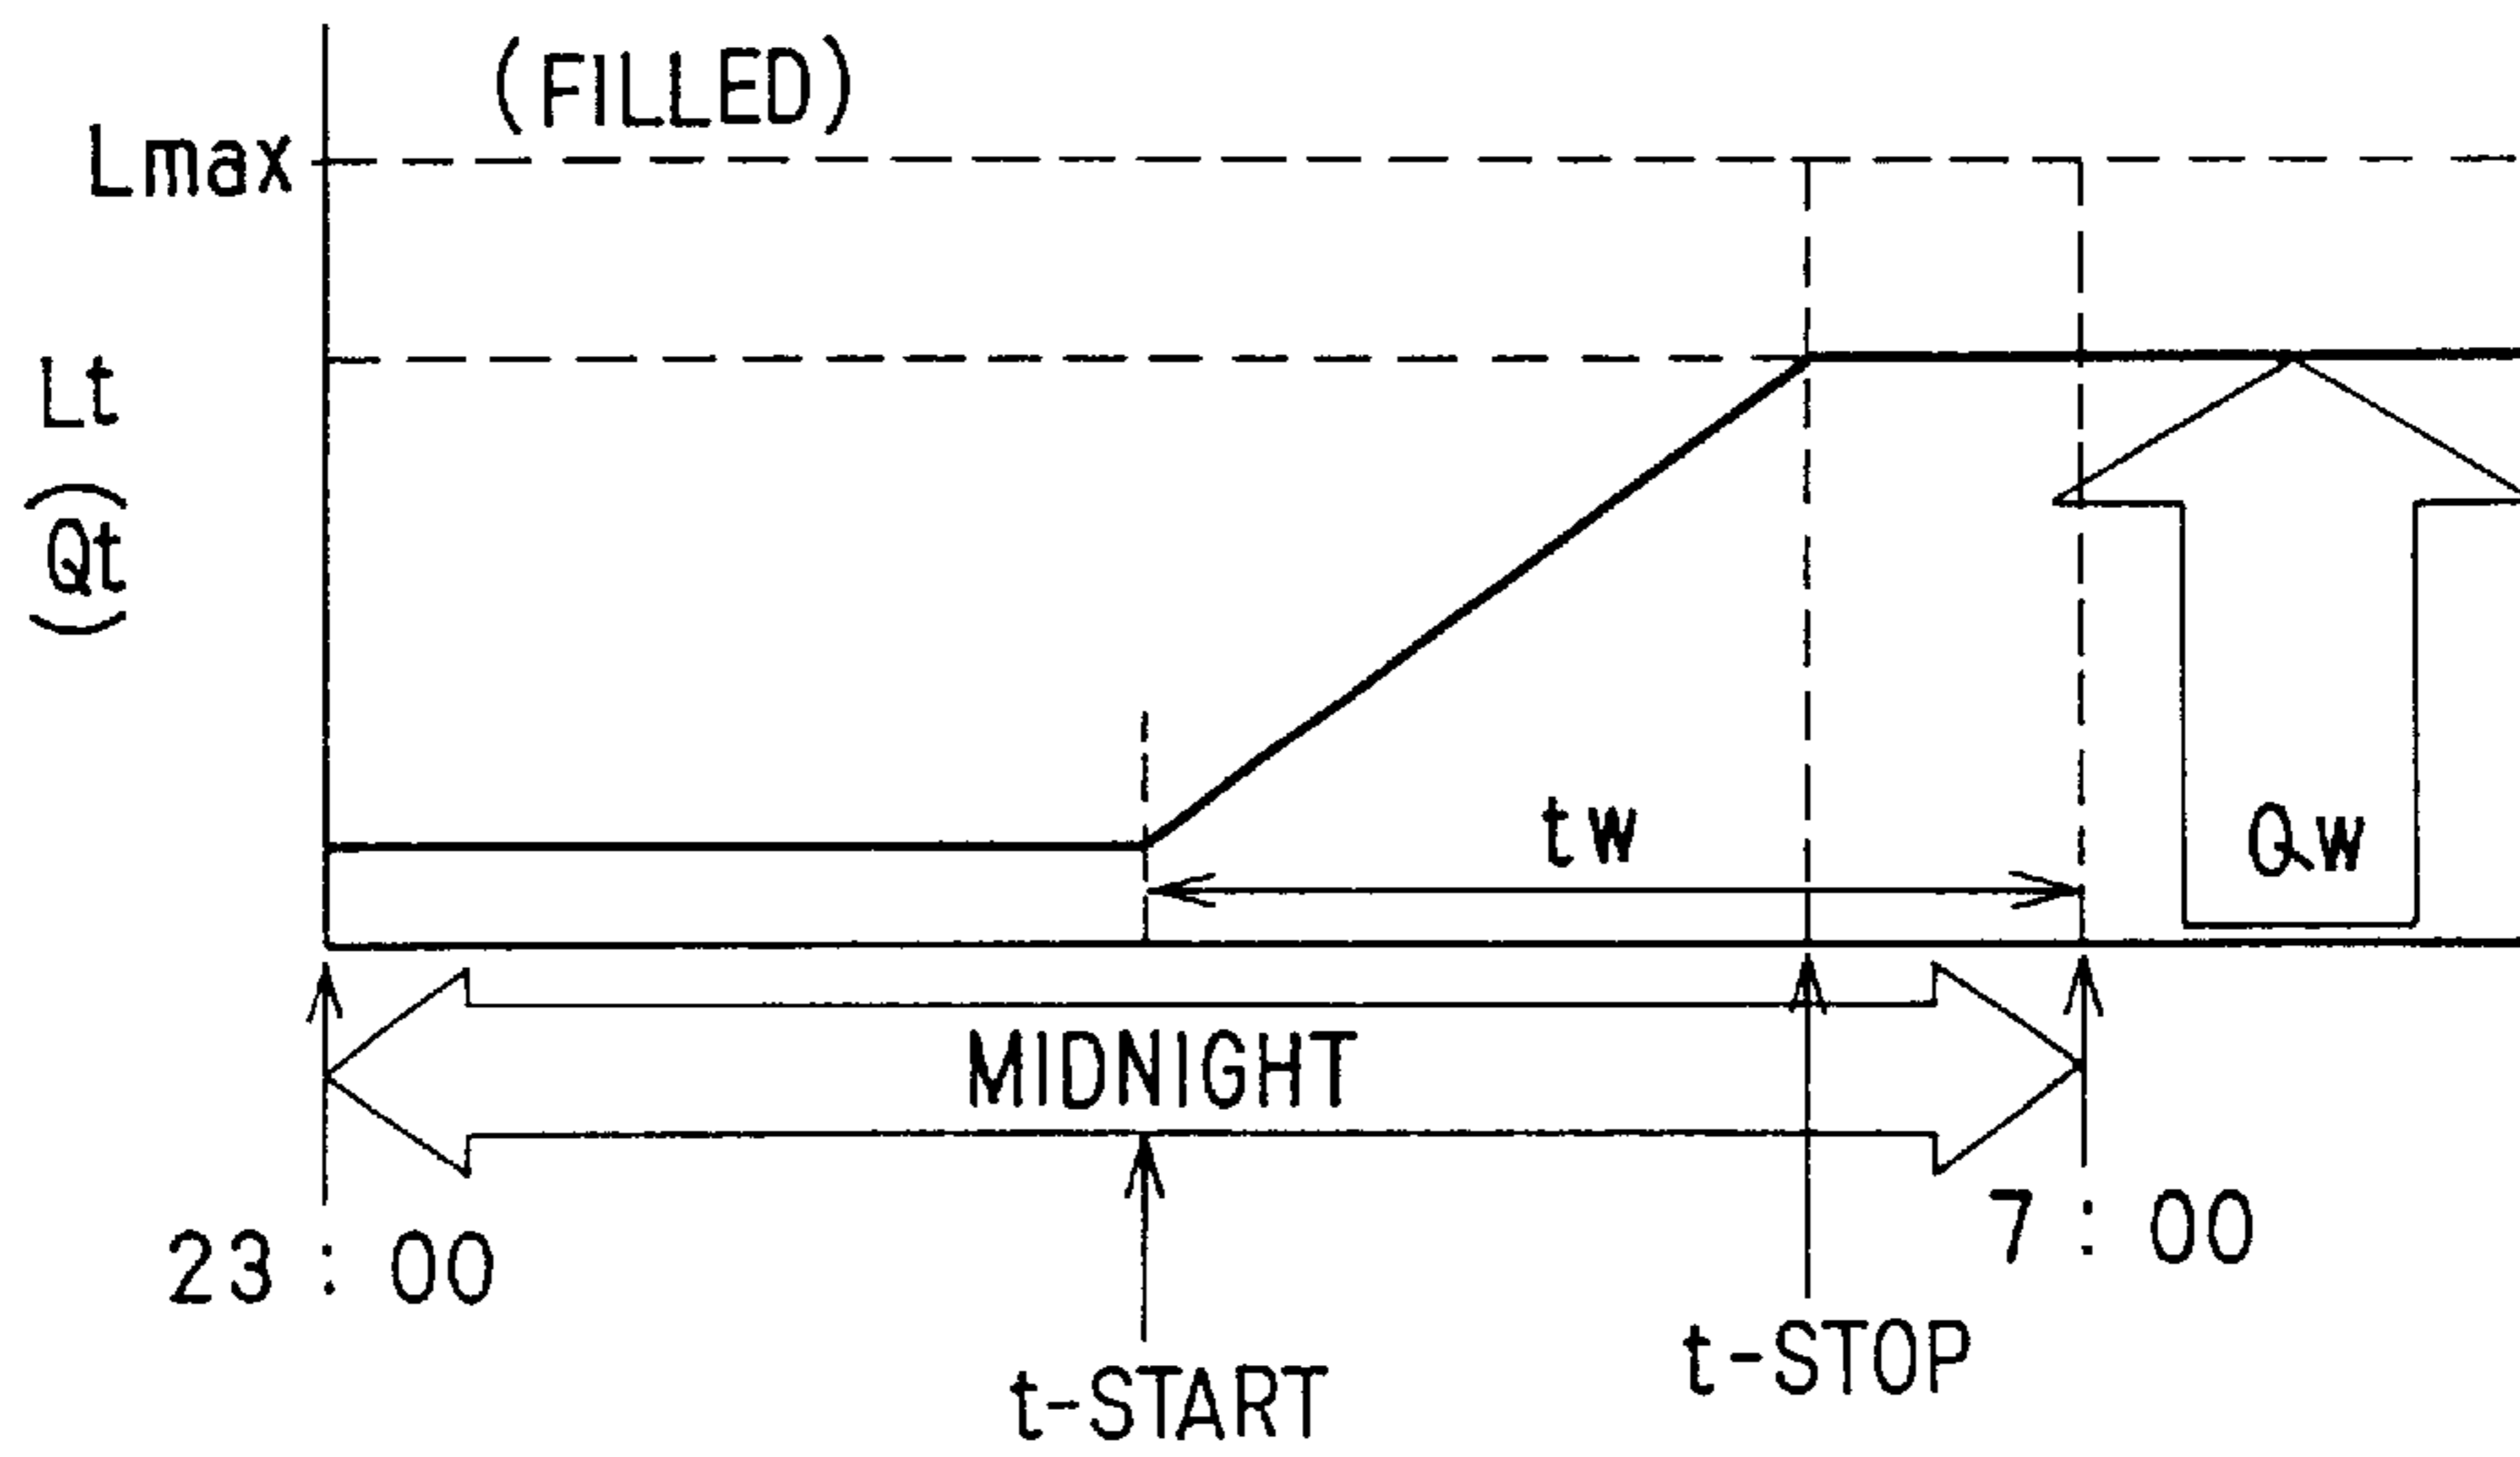 (FILLED)
Lmax
Lt
(Qt)
tw
Qw
MIDNIGHT
23:00
7:00
t-START
t-STOP